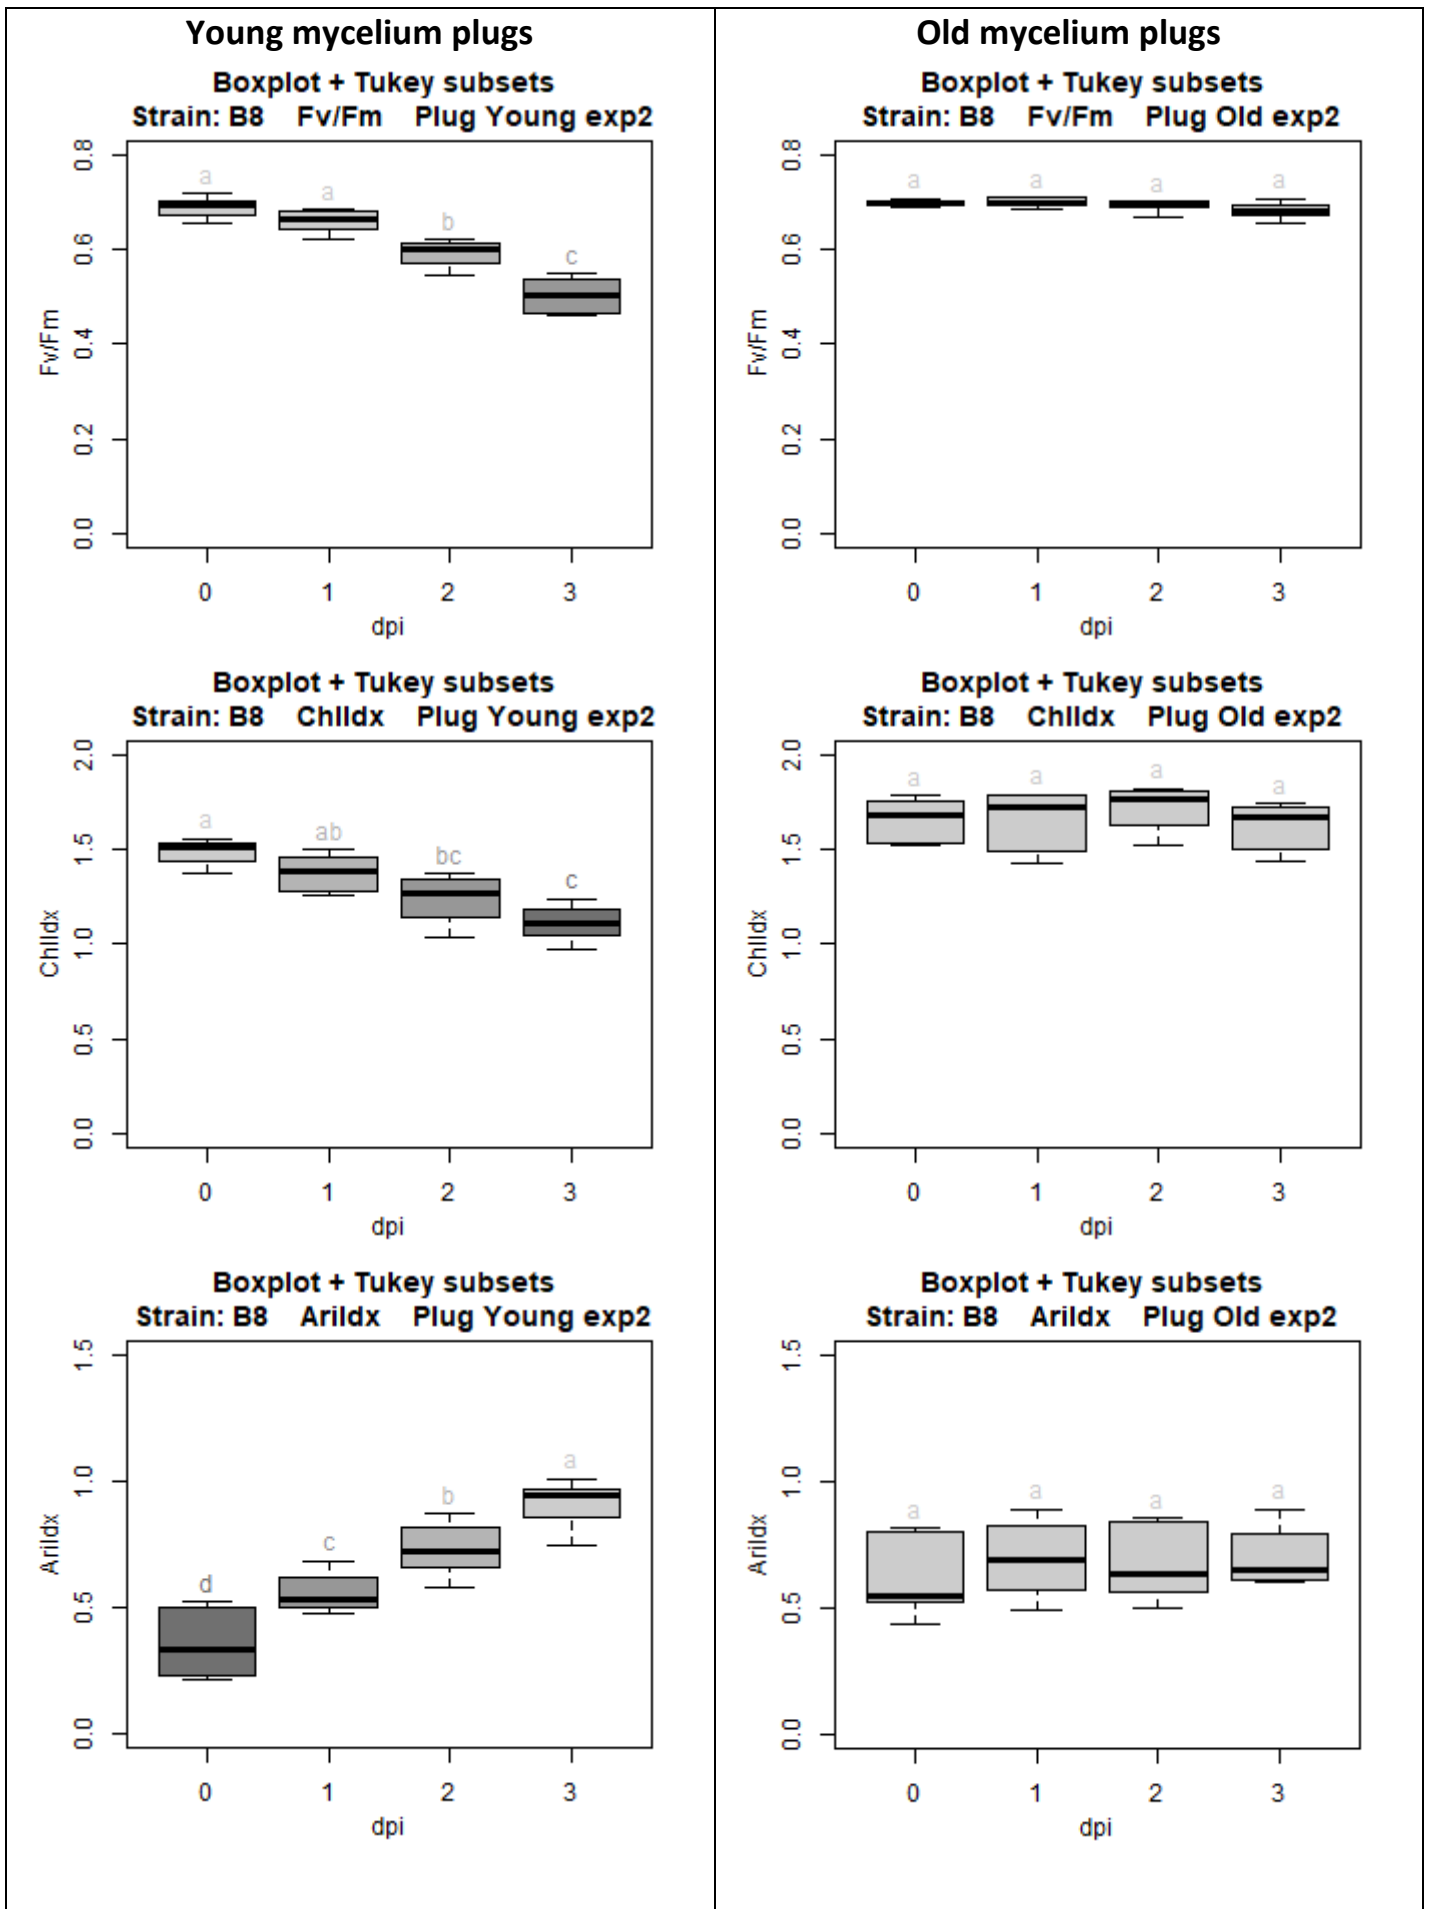 Young mycelium plugs
Boxplot + Tukey subsets
Strain: B8 Fv/Fm Plug Young exp2
0.8
0.6
0.4
0.2
0.0
Fv/Fm
a
a
b
c
0 1 2 3
dpi
Boxplot + Tukey subsets
Strain: B8 ChlIdx Plug Young exp2
2.0
1.5
1.0
0.5
0.0
ChlIdx
a
ab
bc
c
0 1 2 3
dpi
Boxplot + Tukey subsets
Strain: B8 AriIdx Plug Young exp2
1.5
1.0
0.5
0.0
AriIdx
d
c
b
a
0 1 2 3
dpi
Old mycelium plugs
Boxplot + Tukey subsets
Strain: B8 Fv/Fm Plug Old exp2
0.8
0.6
0.4
0.2
0.0
Fv/Fm
a a a a
0 1 2 3
dpi
Boxplot + Tukey subsets
Strain: B8 ChlIdx Plug Old exp2
2.0
1.5
1.0
0.5
0.0
ChlIdx
a a a a
0 1 2 3
dpi
Boxplot + Tukey subsets
Strain: B8 AriIdx Plug Old exp2
1.5
1.0
0.5
0.0
AriIdx
a a a a
0 1 2 3
dpi